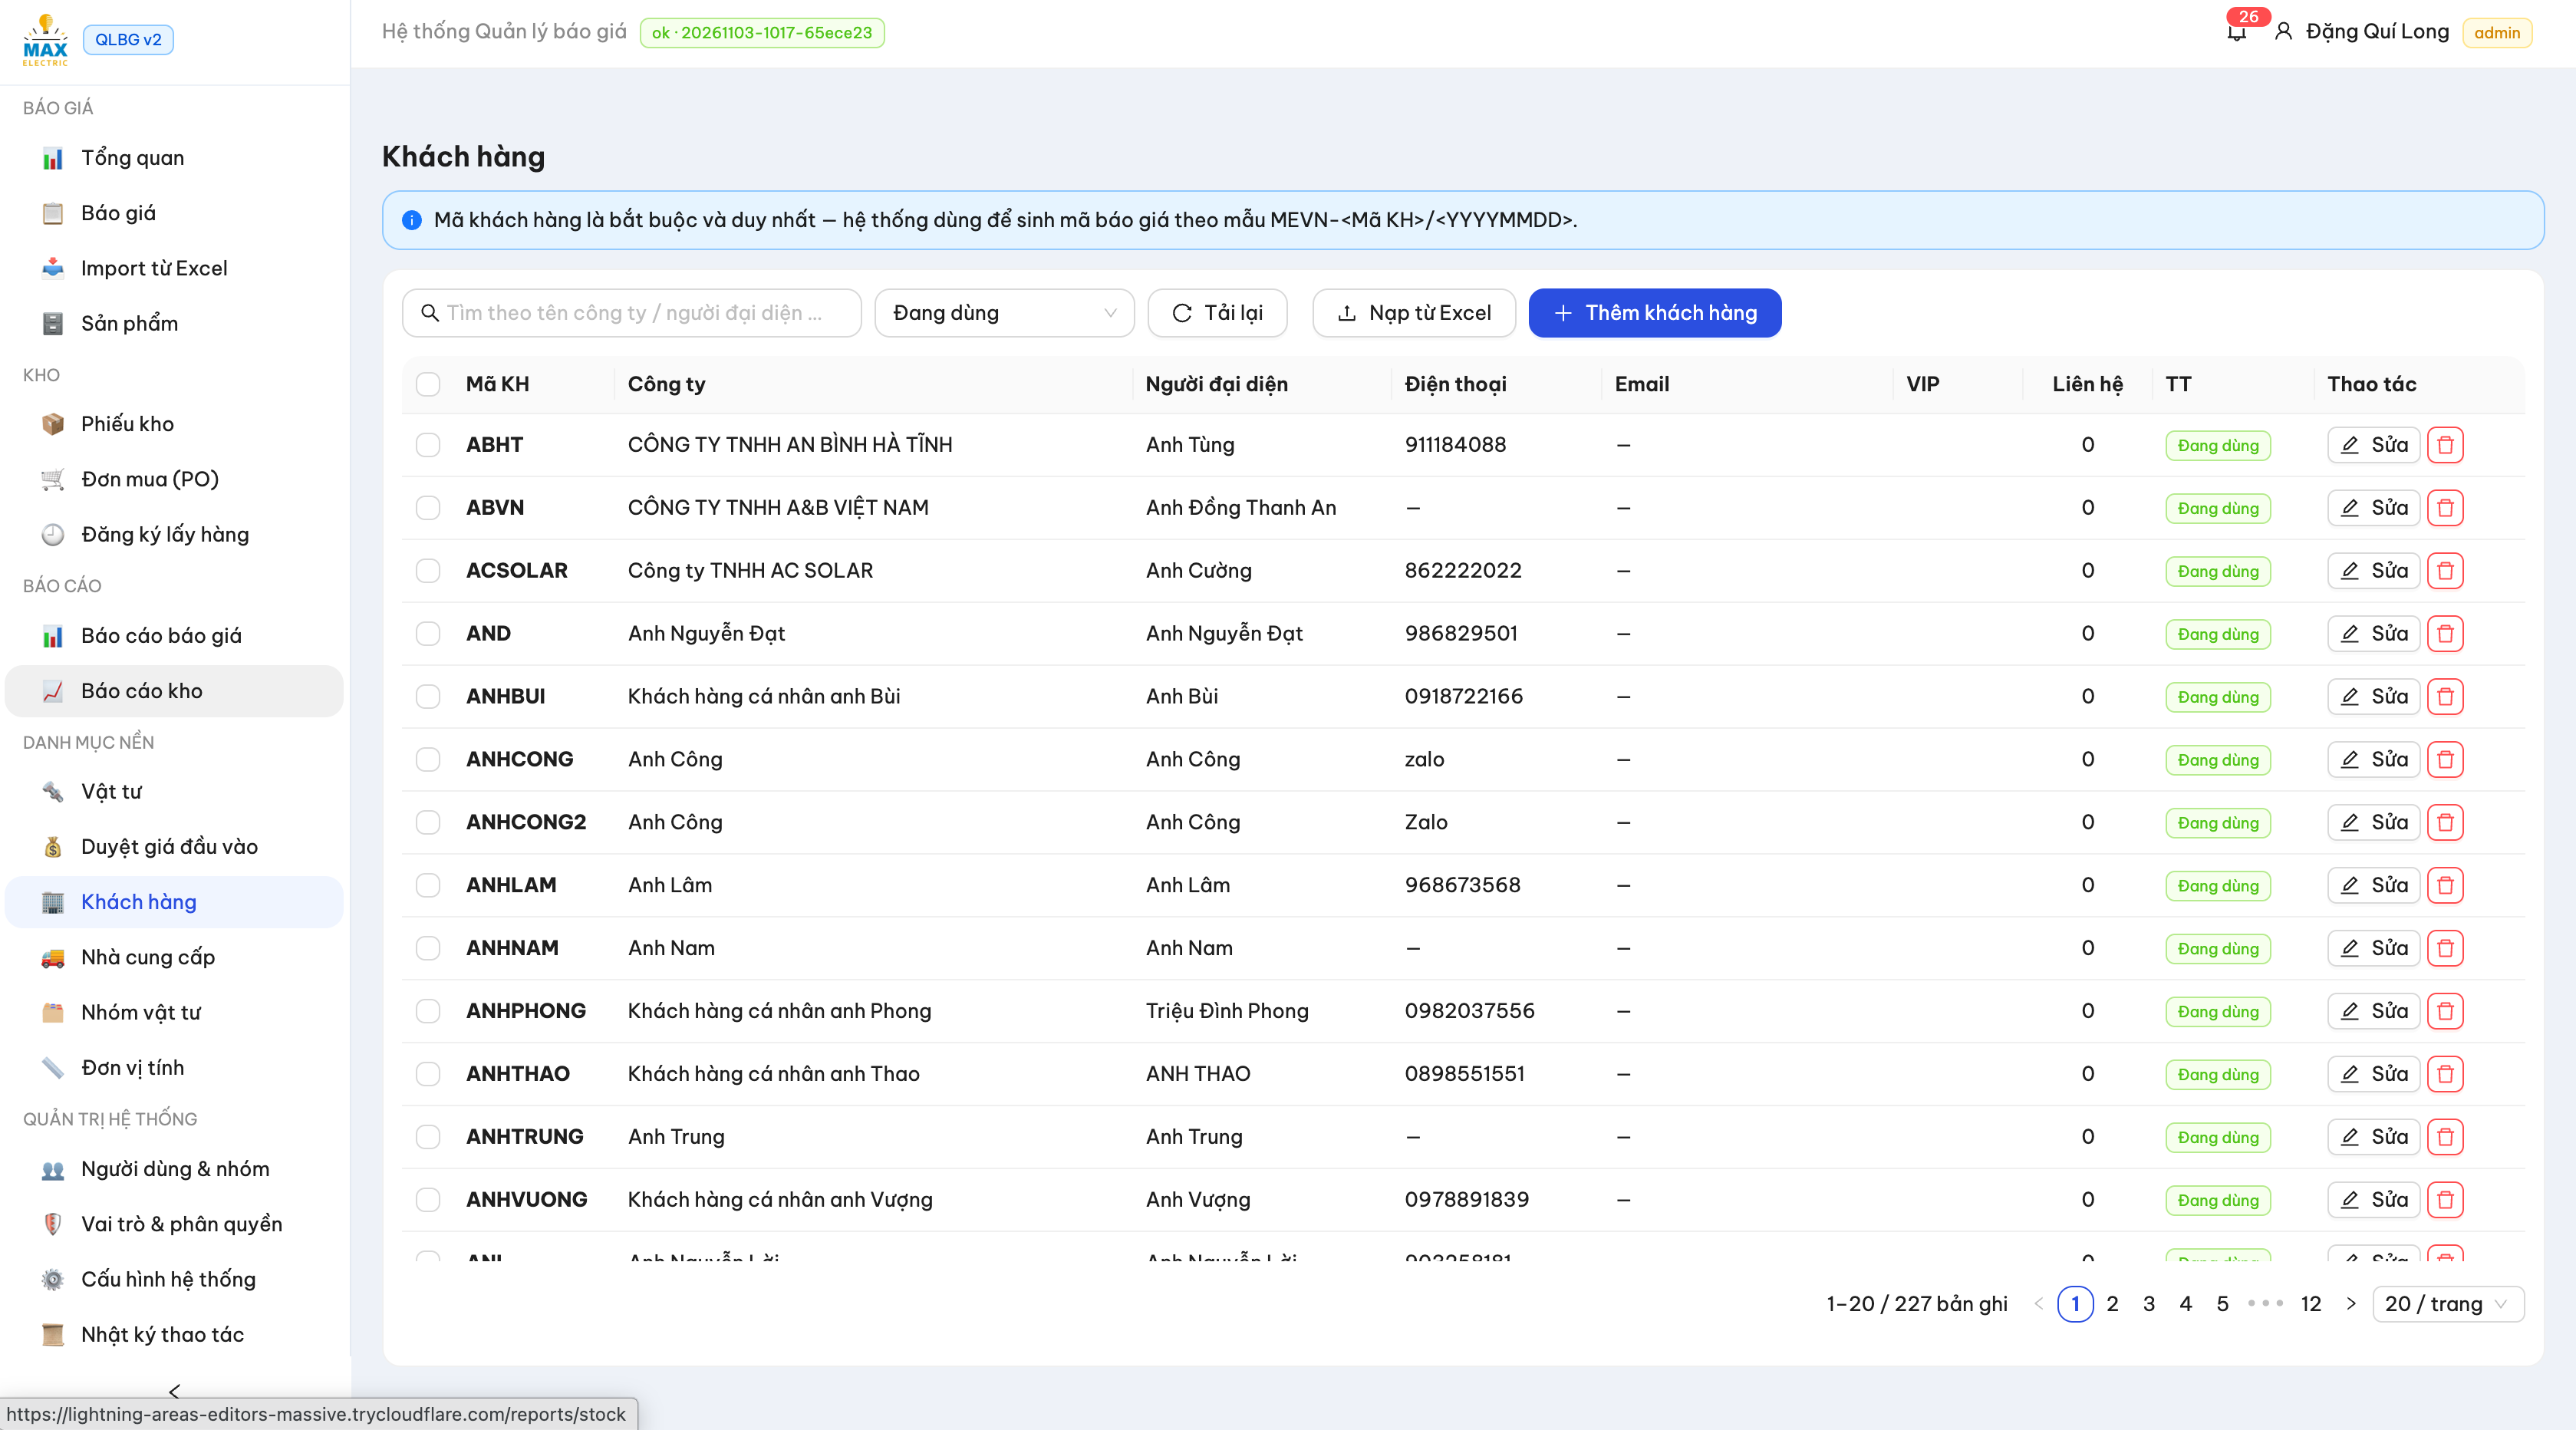 MAX
ELECTRIC
QLBG v2
Hệ thống Quản lý báo giá
ok · 20261103-1017-65ece23
26
Đặng Quí Long
admin
BÁO GIÁ
Tổng quan
Báo giá
Import từ Excel
Sản phẩm
KHO
Phiếu kho
Đơn mua (PO)
Đăng ký lấy hàng
BÁO CÁO
Báo cáo báo giá
Báo cáo kho
DANH MỤC NỀN
Vật tư
Duyệt giá đầu vào
Khách hàng
Nhà cung cấp
Nhóm vật tư
Đơn vị tính
QUẢN TRỊ HỆ THỐNG
Người dùng & nhóm
Vai trò & phân quyền
Cấu hình hệ thống
Nhật ký thao tác
https://lightning-areas-editors-massive.trycloudflare.com/reports/stock
Khách hàng
Mã khách hàng là bắt buộc và duy nhất — hệ thống dùng để sinh mã báo giá theo mẫu MEVN-<Mã KH>/<YYYYMMDD>.
Tìm theo tên công ty / người đại diện ...
Đang dùng
Tải lại
Nạp từ Excel
Thêm khách hàng
Mã KH Công ty Người đại diện Điện thoại Email VIP Liên hệ TT Thao tác
ABHT CÔNG TY TNHH AN BÌNH HÀ TĨNH Anh Tùng 911184088 — 0 Đang dùng Sửa
ABVN CÔNG TY TNHH A&B VIỆT NAM Anh Đồng Thanh An — — 0 Đang dùng Sửa
ACSOLAR Công ty TNHH AC SOLAR Anh Cường 862222022 — 0 Đang dùng Sửa
AND Anh Nguyễn Đạt Anh Nguyễn Đạt 986829501 — 0 Đang dùng Sửa
ANHBUI Khách hàng cá nhân anh Bùi Anh Bùi 0918722166 — 0 Đang dùng Sửa
ANHCONG Anh Công Anh Công zalo — 0 Đang dùng Sửa
ANHCONG2 Anh Công Anh Công Zalo — 0 Đang dùng Sửa
ANHLAM Anh Lâm Anh Lâm 968673568 — 0 Đang dùng Sửa
ANHNAM Anh Nam Anh Nam — — 0 Đang dùng Sửa
ANHPHONG Khách hàng cá nhân anh Phong Triệu Đình Phong 0982037556 — 0 Đang dùng Sửa
ANHTHAO Khách hàng cá nhân anh Thao ANH THAO 0898551551 — 0 Đang dùng Sửa
ANHTRUNG Anh Trung Anh Trung — — 0 Đang dùng Sửa
ANHVUONG Khách hàng cá nhân anh Vượng Anh Vượng 0978891839 — 0 Đang dùng Sửa
Anh Nguyễn Anh Nguyễn 0 Đang dùng Sửa
1–20 / 227 bản ghi
1 2 3 4 5 ••• 12
20 / trang